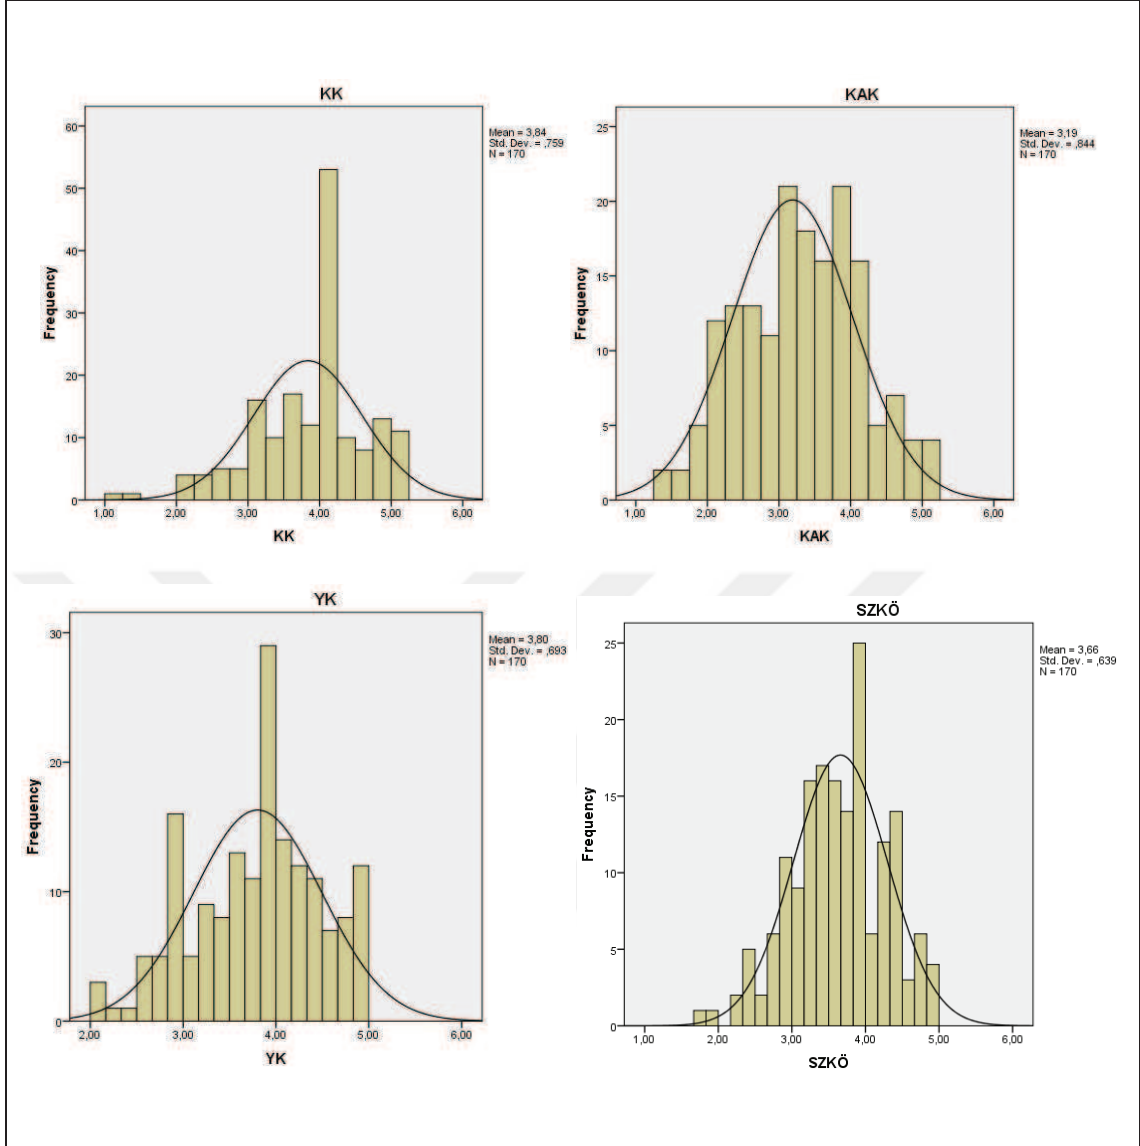 KK
Mean = 3,84
Std. Dev. = ,759
N = 170
60
50
40
30
20
10
0
Frequency
1,00 2,00 3,00 4,00 5,00 6,00
KK
KAK
Mean = 3,19
Std. Dev. = ,844
N = 170
25
20
15
10
5
0
Frequency
1,00 2,00 3,00 4,00 5,00 6,00
KAK
YK
Mean = 3,80
Std. Dev. = ,693
N = 170
30
20
10
0
Frequency
2,00 3,00 4,00 5,00 6,00
YK
SZKÖ
Mean = 3,66
Std. Dev. = ,639
N = 170
25
20
15
10
5
0
Frequency
1,00 2,00 3,00 4,00 5,00 6,00
SZKÖ